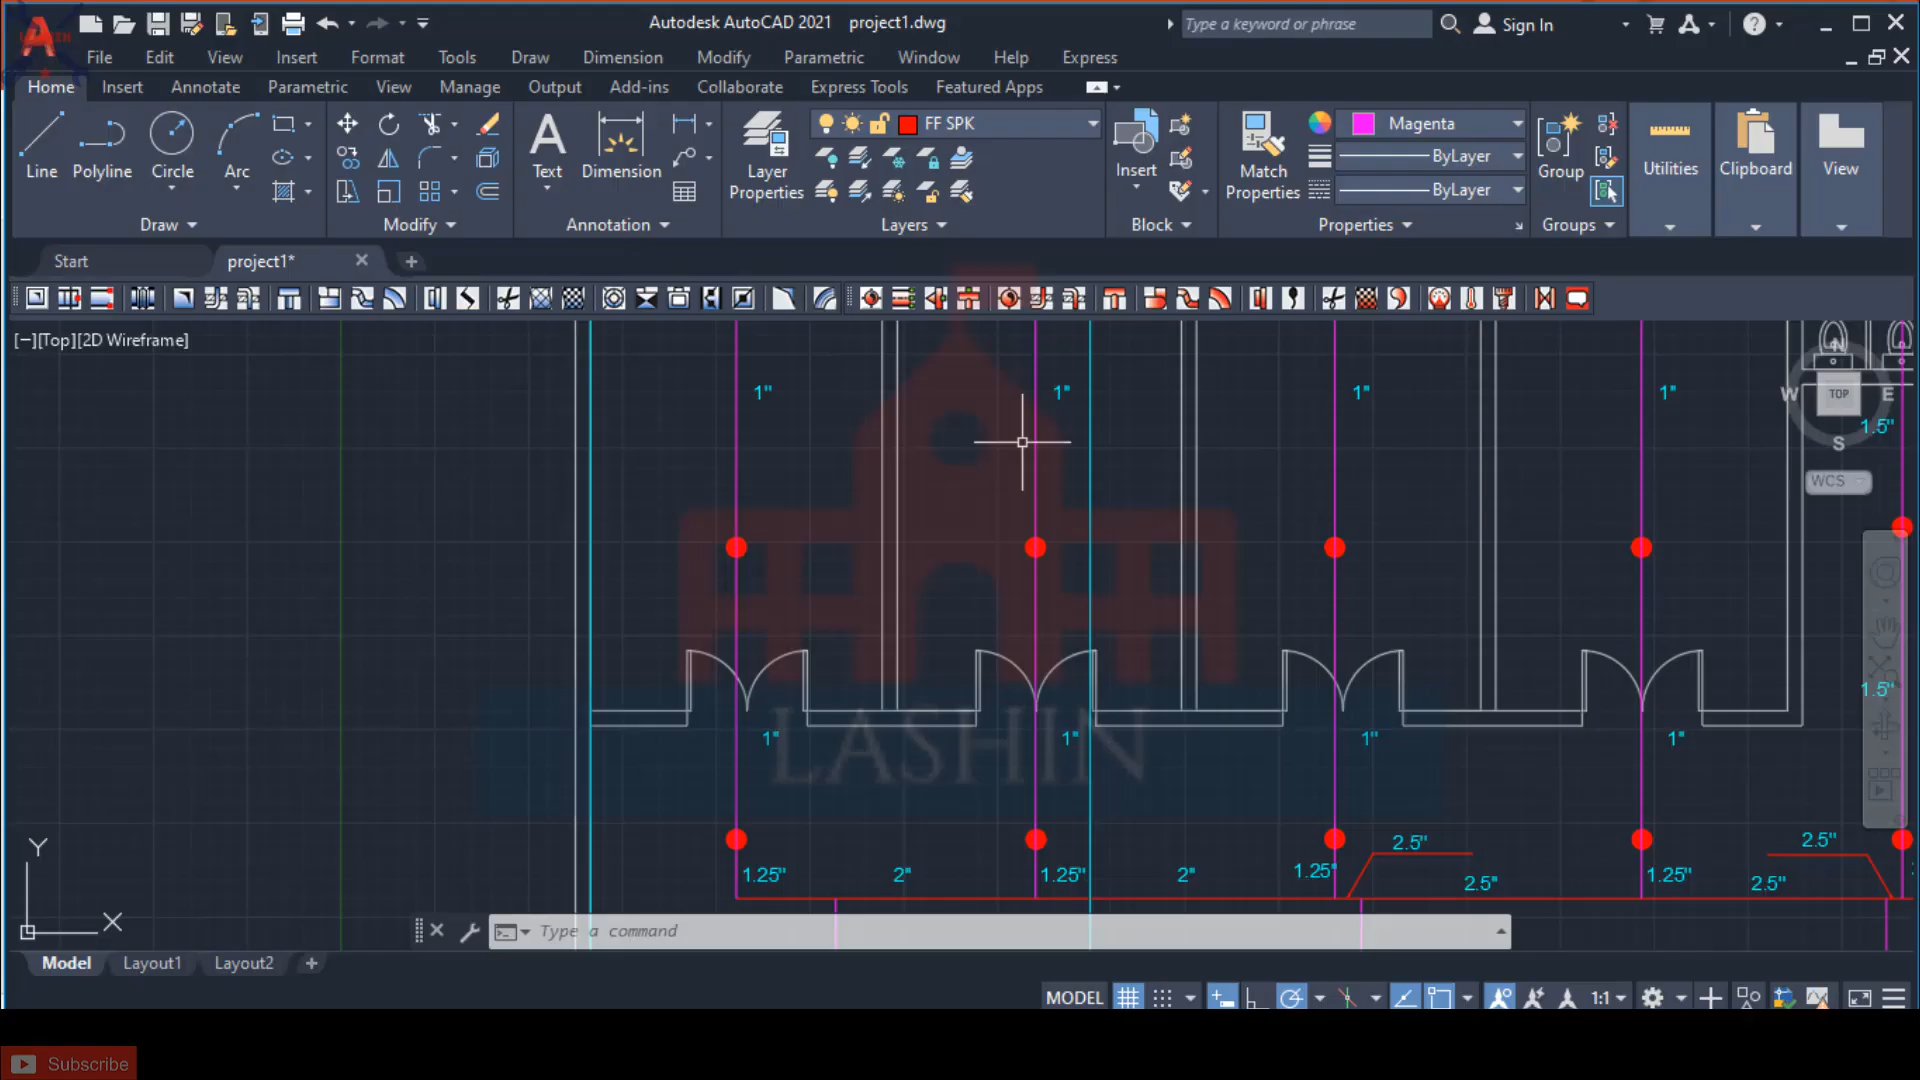 Autodesk AutoCAD 2021 project1.dwg
Type a keyword or phrase
Sign In
File Edit View Insert Format Tools Draw Dimension Modify Parametric Window Help Express
Home Insert Annotate Parametric View Manage Output Add-ins Collaborate Express Tools Featured Apps
FF SPK
Magenta
ByLayer
ByLayer
Line Polyline Circle Arc
Text Dimension
Layer Properties
Insert
Match Properties
Group
Utilities
Clipboard
View
Draw Modify Annotation Layers Block Properties Groups
Start project1*
[−][Top][2D Wireframe]
1" 1" 1" 1"
N
W TOP E
S
1.5"
WCS
1.5"
1" 1" 1" 1"
LASHIN
2.5" 2.5"
1.25" 2" 1.25" 2" 1.25" 2.5" 1.25" 2.5"
Y
X
Type a command
Model Layout1 Layout2
MODEL 1:1
Subscribe